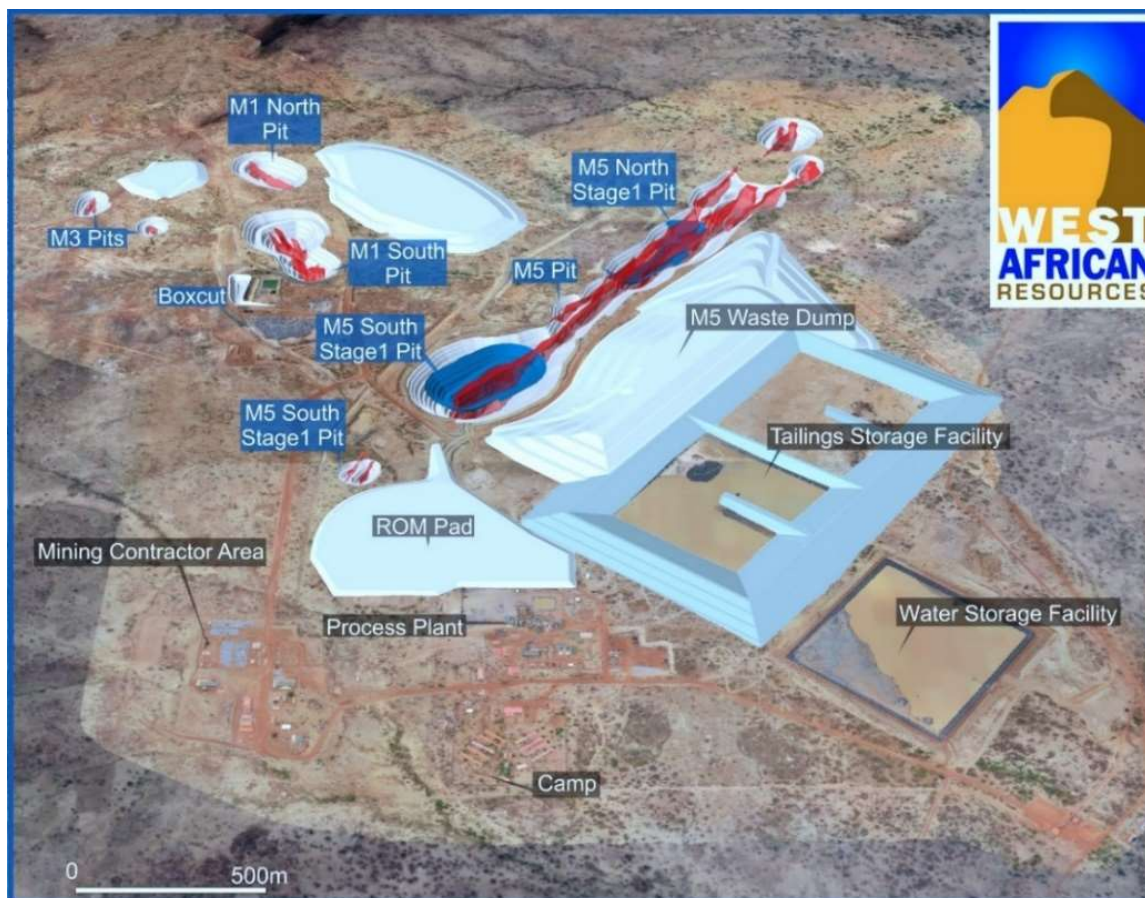 WEST
AFRICAN
RESOURCES
M1 North
Pit
M5 North
Stage1 Pit
M3 Pits
M1 South
Pit
Boxcut
M5 Pit
M5 South
Stage1 Pit
M5 Waste Dump
M5 South
Stage1 Pit
Tailings Storage Facility
ROM Pad
Mining Contractor Area
Process Plant
Water Storage Facility
Camp
0
500m